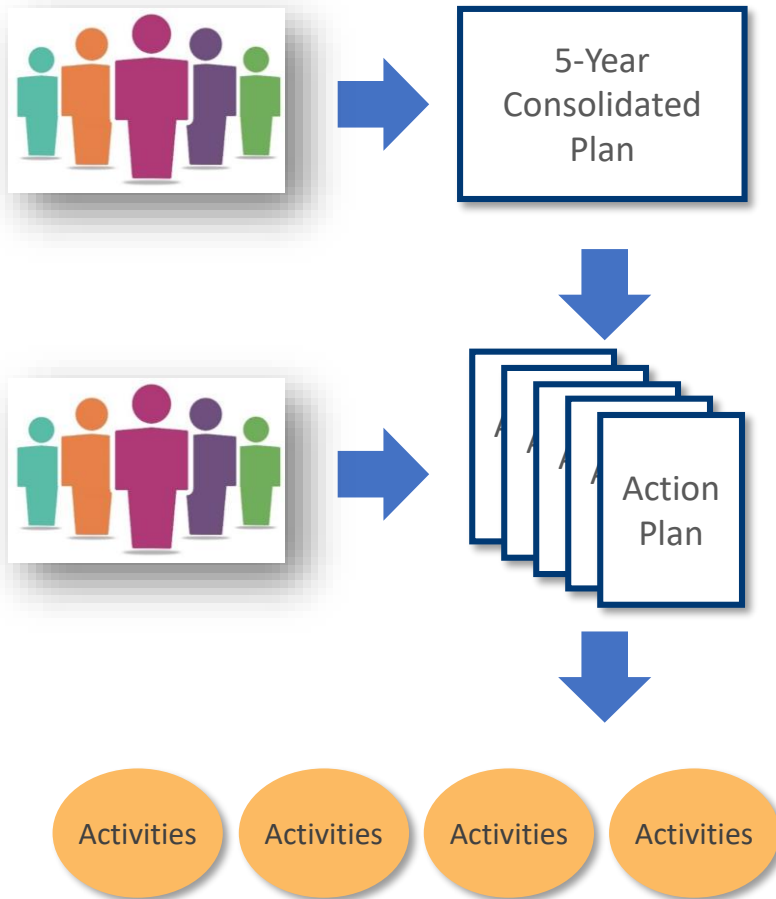 5-Year
Consolidated
Plan
Action
Plan
Activities
Activities
Activities
Activities